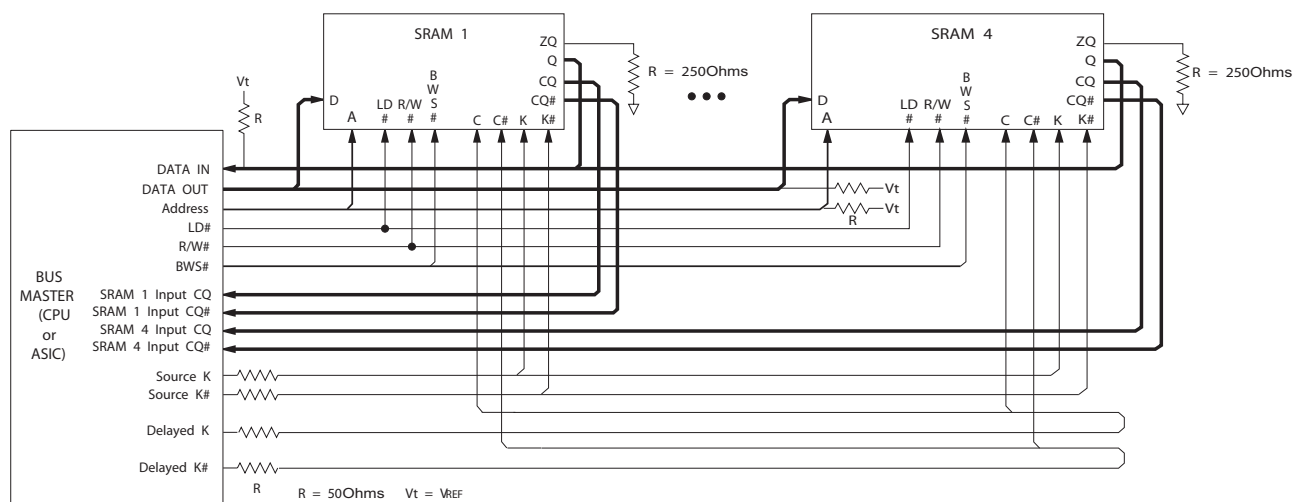 SRAM 1
ZQ
Q
CQ
CQ#
D
A
LD
#
R/W
#
B
W
S
#
C
C#
K
K#
R = 250Ohms
SRAM 4
ZQ
Q
CQ
CQ#
D
A
LD
#
R/W
#
B
W
S
#
C
C#
K
K#
R = 250Ohms
Vt
R
DATA IN
DATA OUT
Address
LD#
R/W#
BWS#
Vt
Vt
R
BUS
MASTER
(CPU
or
ASIC)
SRAM 1 Input CQ
SRAM 1 Input CQ#
SRAM 4 Input CQ
SRAM 4 Input CQ#
Source K
Source K#
Delayed K
Delayed K#
R
R = 50Ohms Vt = VREF